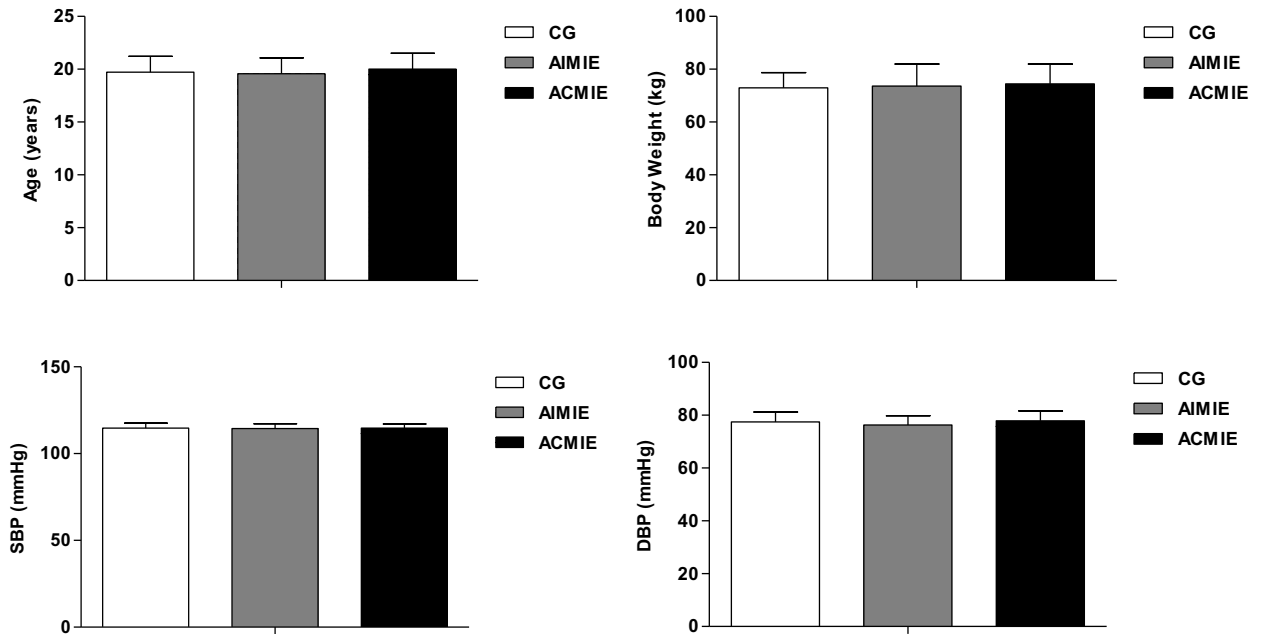 Age (years)
25
20
15
10
5
0
CG
AIMIE
ACMIE
Body Weight (kg)
100
80
60
40
20
0
CG
AIMIE
ACMIE
SBP (mmHg)
150
100
50
0
CG
AIMIE
ACMIE
DBP (mmHg)
100
80
60
40
20
0
CG
AIMIE
ACMIE